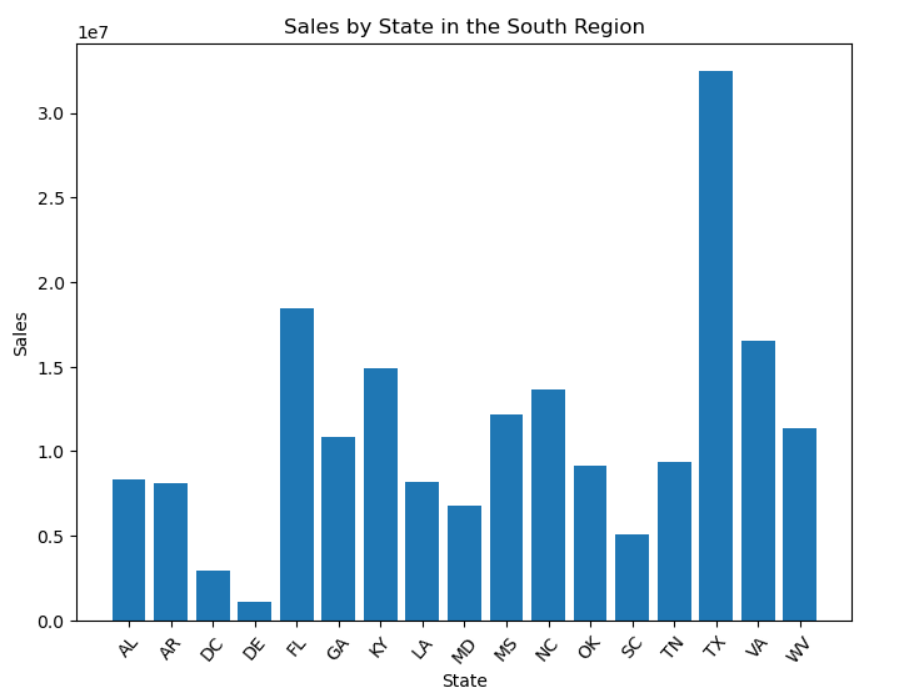 Sales by State in the South Region
1e7
3.0
2.5
2.0
1.5
1.0
0.5
0.0
Sales
AL AR DC DE FL GA KY LA MD MS NC OK SC TN TX VA WV
State